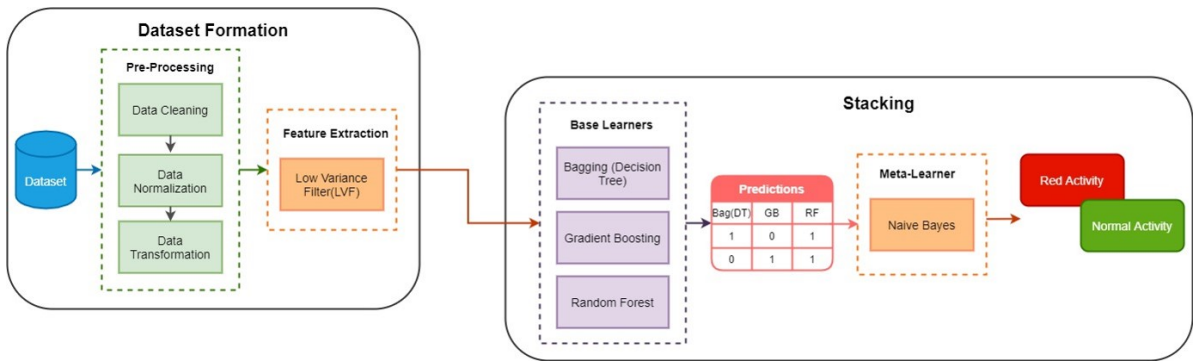 Dataset Formation
Pre-Processing
Data Cleaning
Data
Normalization
Data
Transformation
Dataset
Feature Extraction
Low Variance
Filter(LVF)
Stacking
Base Learners
Bagging (Decision
Tree)
Gradient Boosting
Random Forest
Predictions
Bag(DT) GB RF
1 0 1
0 1 1
Meta-Learner
Naive Bayes
Red Activity
Normal Activity